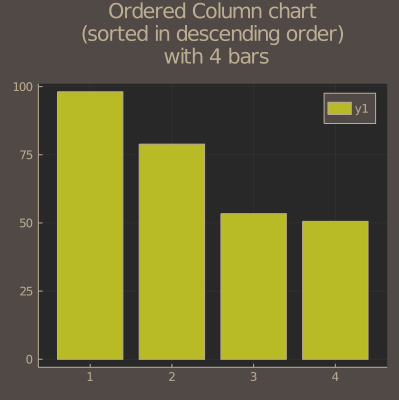 Ordered Column chart
(sorted in descending order)
with 4 bars
100
75
50
25
0
y1
1 2 3 4